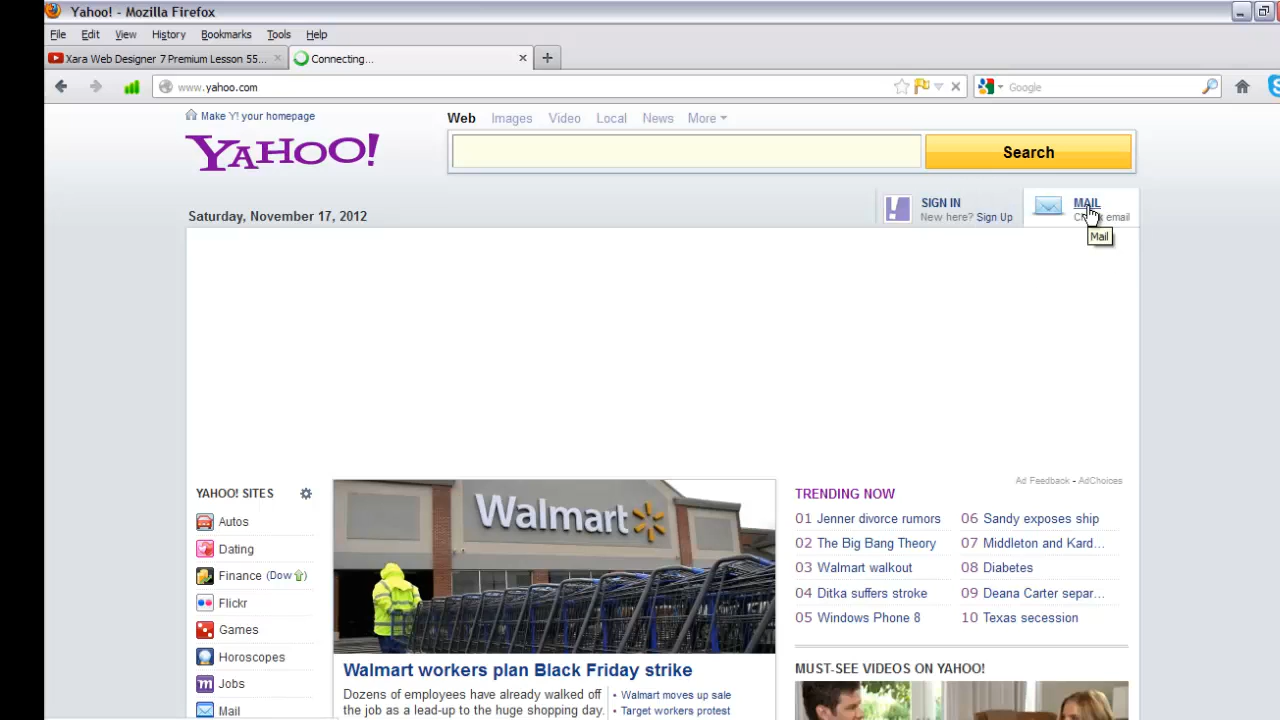 Yahoo! - Mozilla Firefox
File Edit View History Bookmarks Tools Help
Xara Web Designer 7 Premium Lesson 55...
Connecting...
www.yahoo.com
Google
Make Y! your homepage
Web Images Video Local News More
YAHOO!
Search
SIGN IN
New here? Sign Up
MAIL
email
Mail
Saturday, November 17, 2012
Ad Feedback - AdChoices
YAHOO! SITES
Autos
Dating
Finance (Dow)
Flickr
Games
Horoscopes
Jobs
Mail
Walmart
Walmart workers plan Black Friday strike
Dozens of employees have already walked off
the job as a lead-up to the huge shopping day.
• Walmart moves up sale
• Target workers protest
TRENDING NOW
01 Jenner divorce rumors
02 The Big Bang Theory
03 Walmart walkout
04 Ditka suffers stroke
05 Windows Phone 8
06 Sandy exposes ship
07 Middleton and Kard...
08 Diabetes
09 Deana Carter separ...
10 Texas secession
MUST-SEE VIDEOS ON YAHOO!